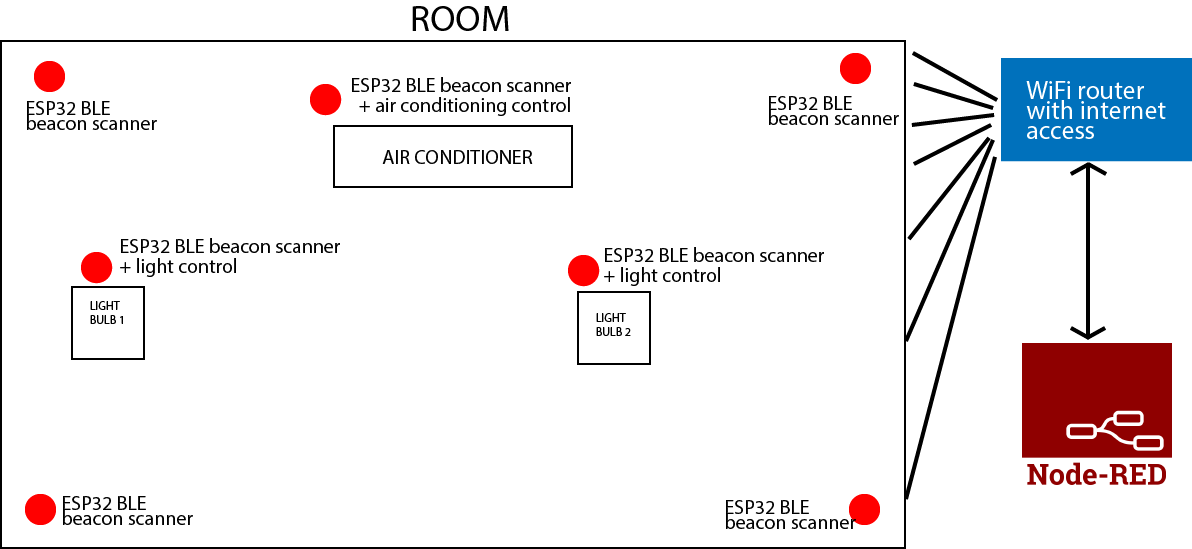 ROOM
ESP32 BLE
beacon scanner
ESP32 BLE beacon scanner
+ air conditioning control
AIR CONDITIONER
ESP32 BLE
beacon scanner
WiFi router
with internet
access
ESP32 BLE beacon scanner
+ light control
LIGHT
BULB 1
ESP32 BLE beacon scanner
+ light control
LIGHT
BULB 2
ESP32 BLE
beacon scanner
ESP32 BLE
beacon scanner
Node-RED